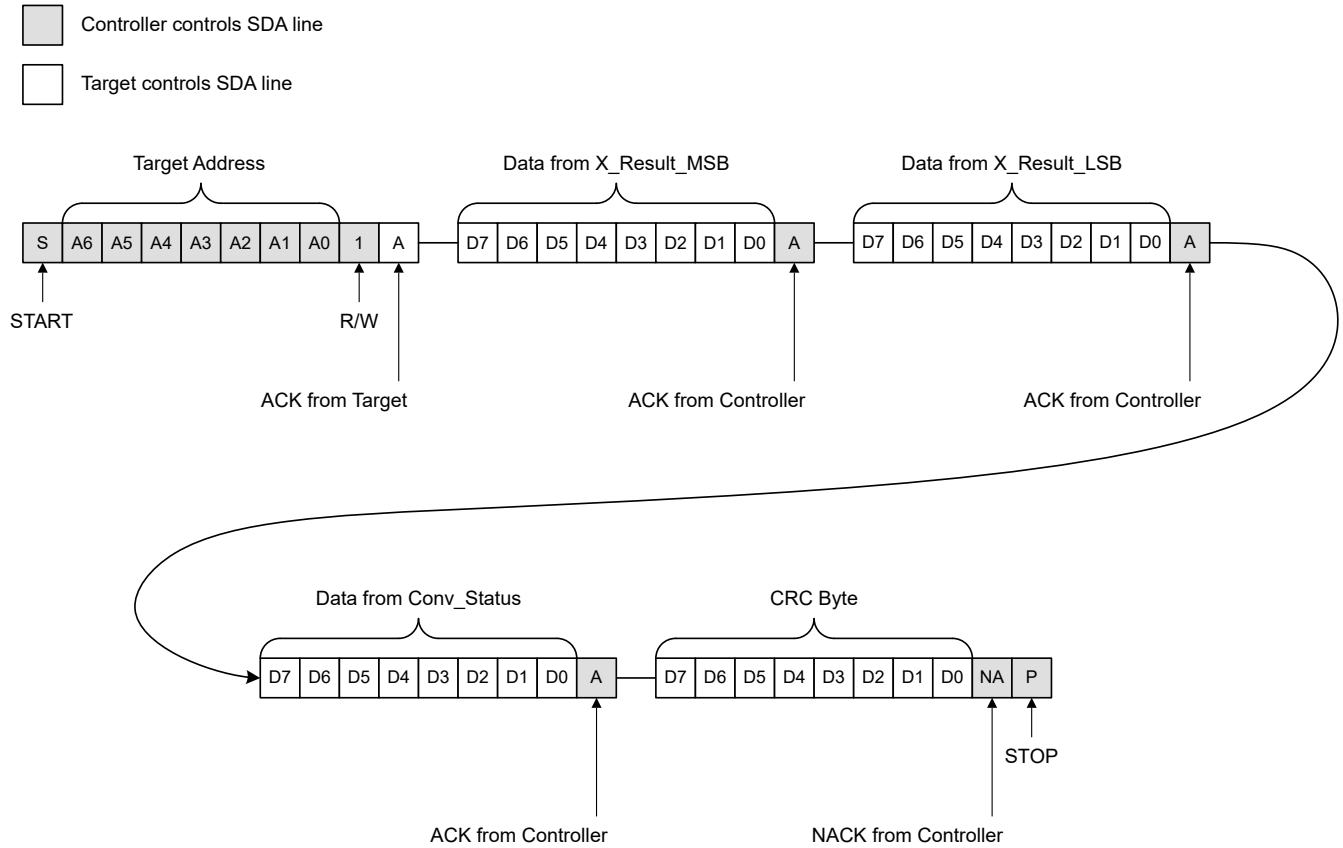 Controller controls SDA line
Target controls SDA line
Target Address
Data from X_Result_MSB
Data from X_Result_LSB
S A6 A5 A4 A3 A2 A1 A0 1 A D7 D6 D5 D4 D3 D2 D1 D0 A D7 D6 D5 D4 D3 D2 D1 D0 A
START
R/W
ACK from Target
ACK from Controller
ACK from Controller
Data from Conv_Status
CRC Byte
D7 D6 D5 D4 D3 D2 D1 D0 A D7 D6 D5 D4 D3 D2 D1 D0 NA P
STOP
ACK from Controller
NACK from Controller